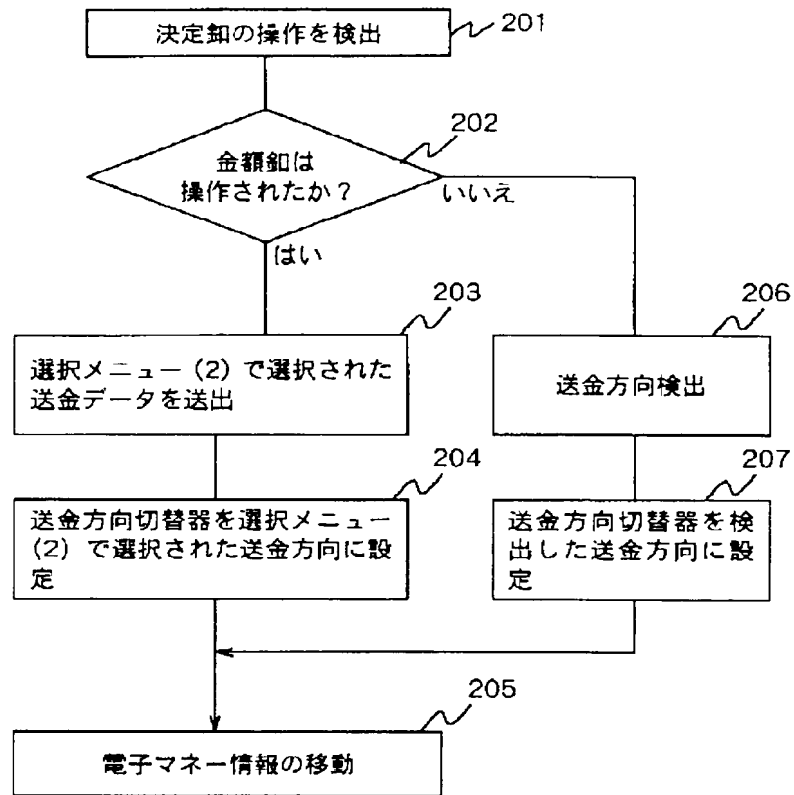 決定釦の操作を検出
201
202
金額釦は
操作されたか？
いいえ
はい
203
選択メニュー（2）で選択された
送金データを送出
206
送金方向検出
204
送金方向切替器を選択メニュー
（2）で選択された送金方向に設
定
207
送金方向切替器を検
出した送金方向に設
定
205
電子マネー情報の移動